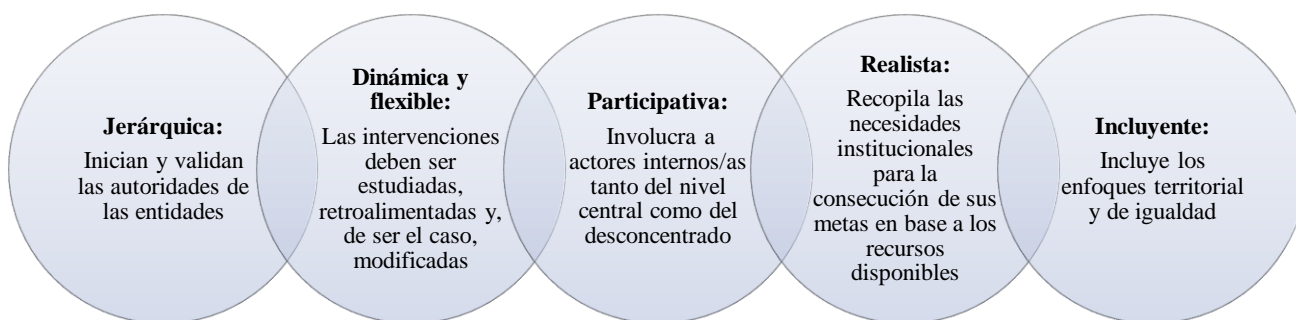 Jerárquica:
Inician y validan
las autoridades de
las entidades
Dinámica y
flexible:
Las intervenciones
deben ser
estudiadas,
retroalimentadas y,
de ser el caso,
modificadas
Participativa:
Involucra a
actores internos/as
tanto del nivel
central como del
desconcentrado
Realista:
Recopila las
necesidades
institucionales
para la
consecución de sus
metas en base a los
recursos
disponibles
Incluyente:
Incluye los
enfoques territorial
y de igualdad